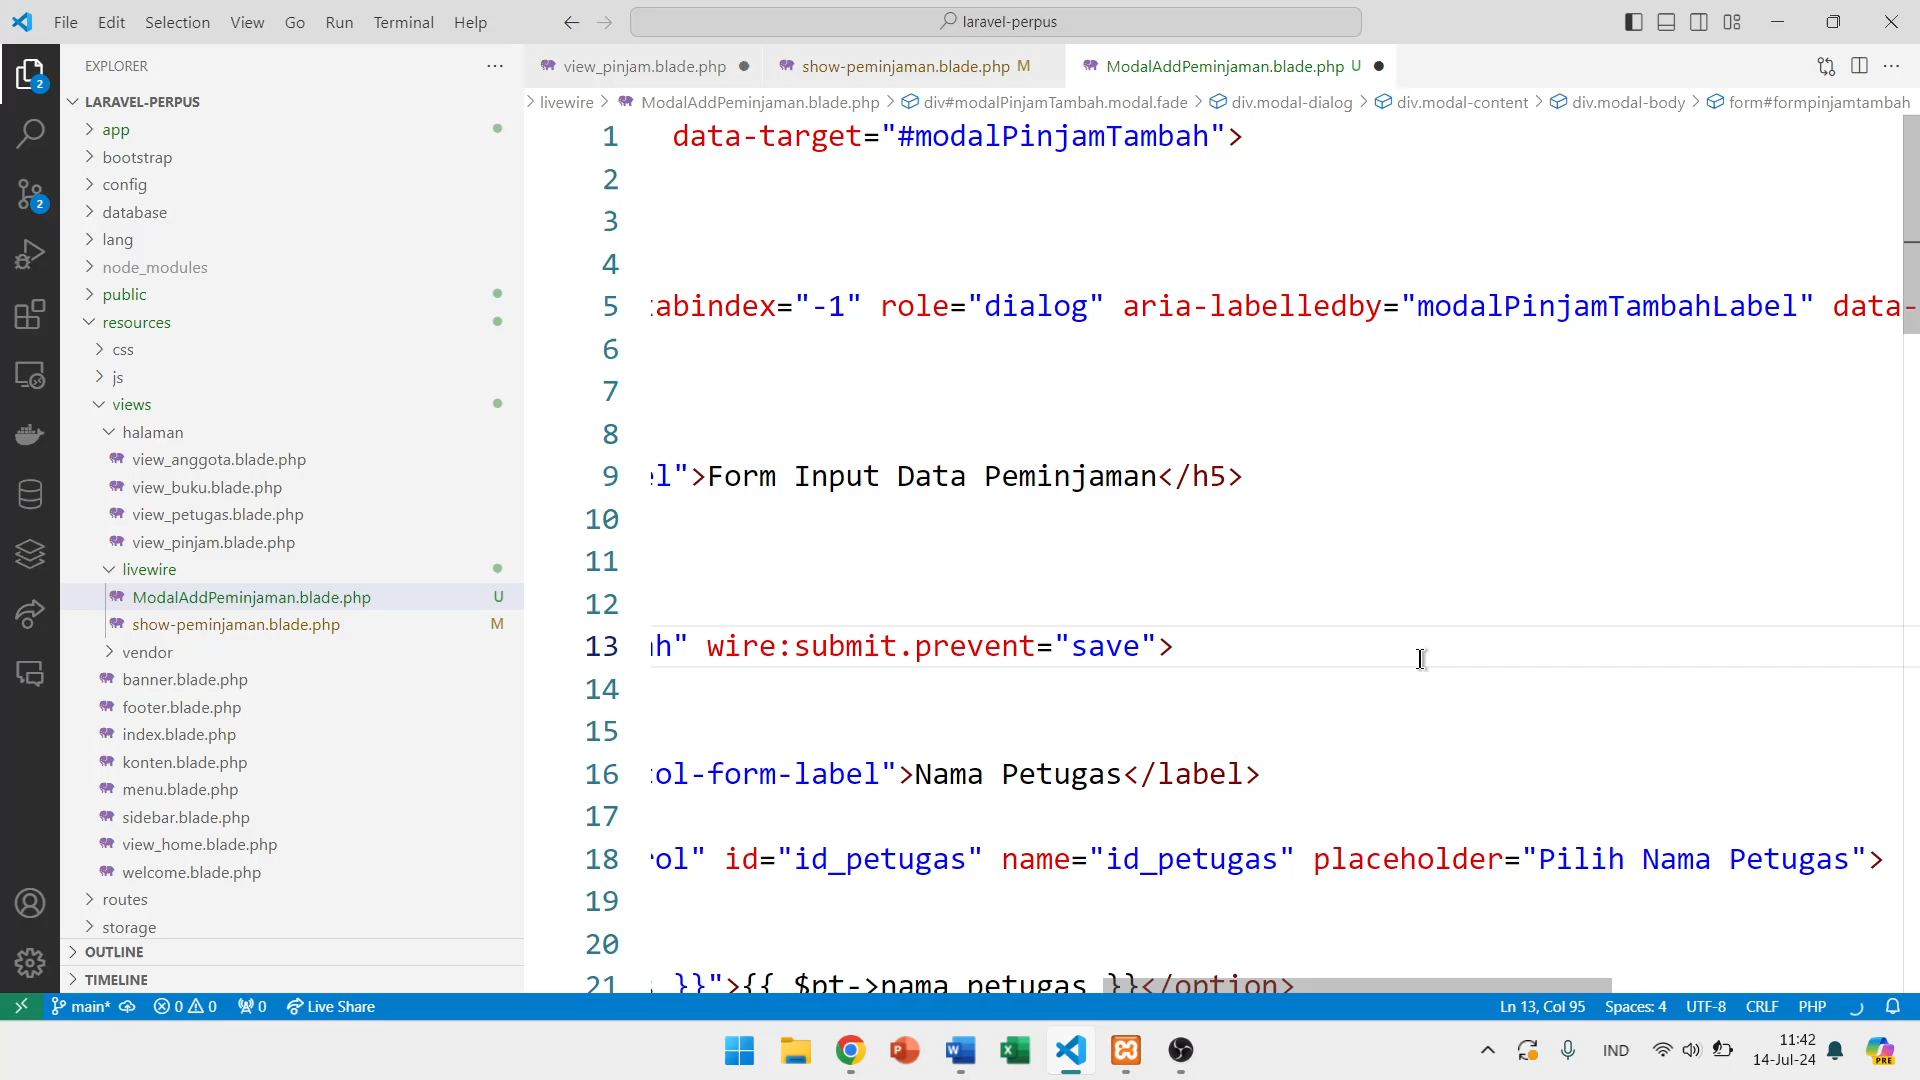 File Edit Selection View Go Run Terminal Help
laravel-perpus
EXPLORER
view_pinjam.blade.php
show-peminjaman.blade.php M
ModalAddPeminjaman.blade.php U
livewire ModalAddPeminjaman.blade.php div#modalPinjamTambah.modal.fade div.modal-dialog div.modal-content div.modal-body form#formpinjamtambah
2
2
LARAVEL-PERPUS
app
bootstrap
config
database
lang
node_modules
public
resources
css
js
views
halaman
view_anggota.blade.php
view_buku.blade.php
view_petugas.blade.php
view_pinjam.blade.php
livewire
ModalAddPeminjaman.blade.php U
show-peminjaman.blade.php M
vendor
banner.blade.php
footer.blade.php
index.blade.php
konten.blade.php
menu.blade.php
sidebar.blade.php
view_home.blade.php
welcome.blade.php
routes
storage
OUTLINE
TIMELINE
1 data-target="#modalPinjamTambah">
2
3
4
5 abindex="-1" role="dialog" aria-labelledby="modalPinjamTambahLabel" data-
6
7
8
9 el">Form Input Data Peminjaman</h5>
10
11
12
13 h" wire:submit.prevent="save">
14
15
16 col-form-label">Nama Petugas</label>
17
18 rol" id="id_petugas" name="id_petugas" placeholder="Pilih Nama Petugas">
19
20
21 }}">{{ $pt->nama_petugas }}</option>
main* 0 0 0 Live Share
Ln 13, Col 95 Spaces: 4 UTF-8 CRLF PHP
IND
11:42
14-Jul-24
PRE